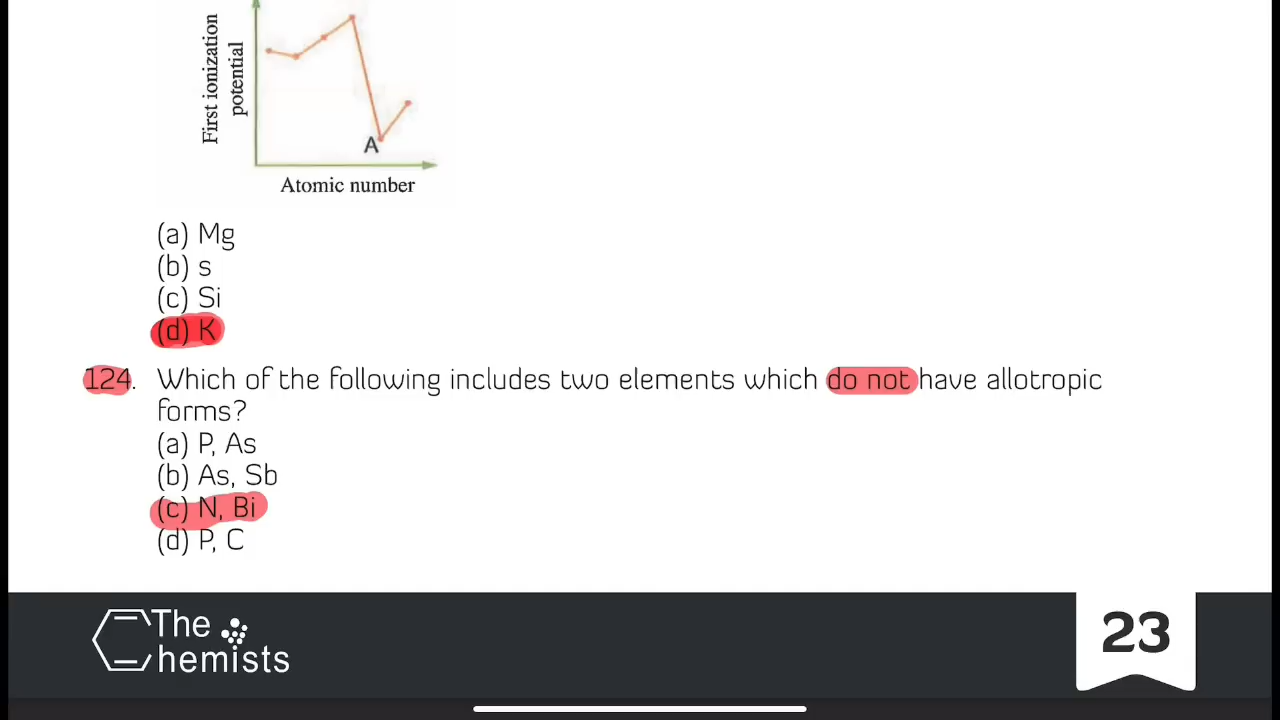 First ionization
potential
A
Atomic number
(a) Mg
(b) s
(c) Si
(d) K
124. Which of the following includes two elements which do not have allotropic
forms?
(a) P, As
(b) As, Sb
(c) N, Bi
(d) P, C
The
hemists
23